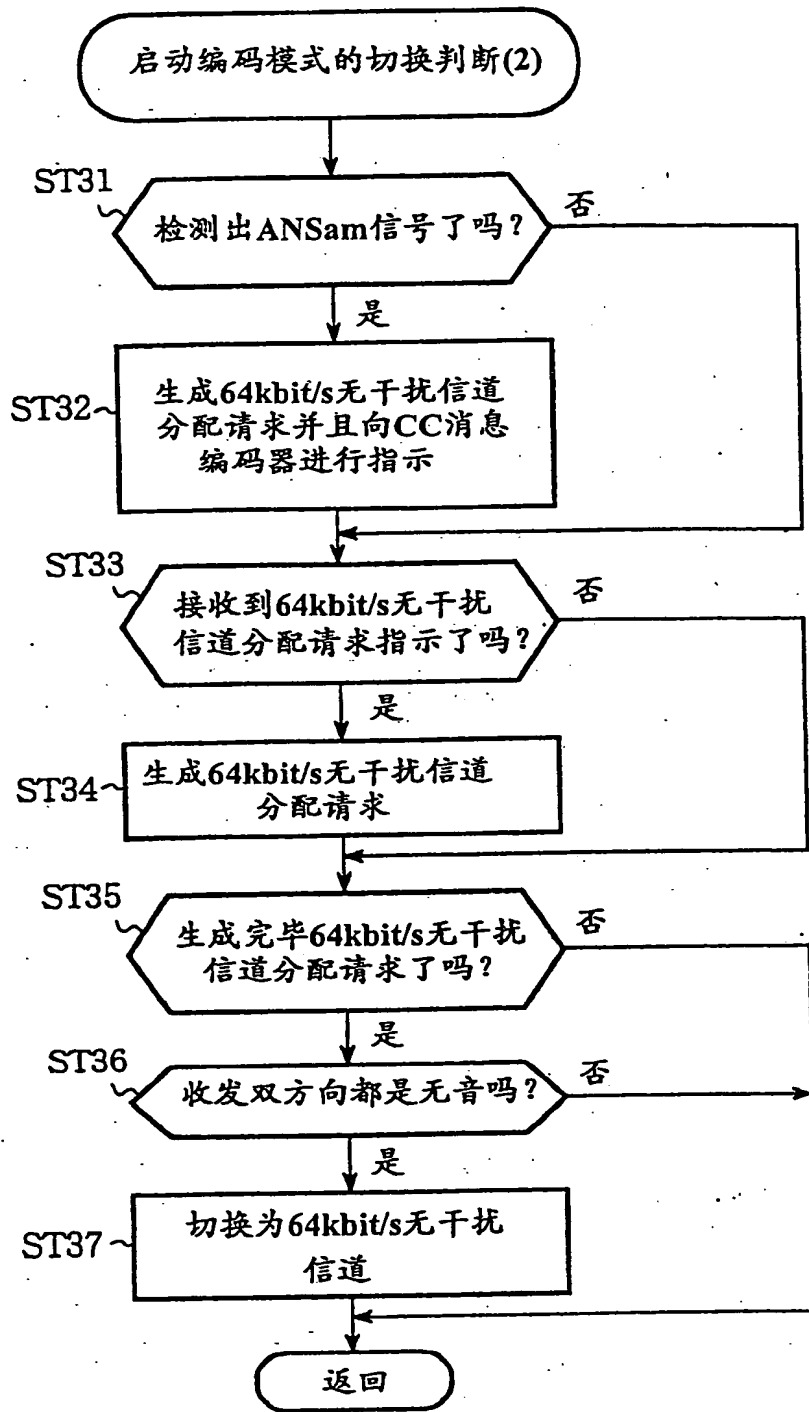 启动编码模式的切换判断(2)
ST31
检测出ANSam信号了吗？
否
是
ST32
生成64kbit/s无干扰信道
分配请求并且向CC消息
编码器进行指示
ST33
接收到64kbit/s无干扰
信道分配请求指示了吗？
否
是
ST34
生成64kbit/s无干扰信道
分配请求
ST35
生成完毕64kbit/s无干扰
信道分配请求了吗？
否
是
ST36
收发双方向都是无音吗？
否
是
ST37
切换为64kbit/s无干扰
信道
返回